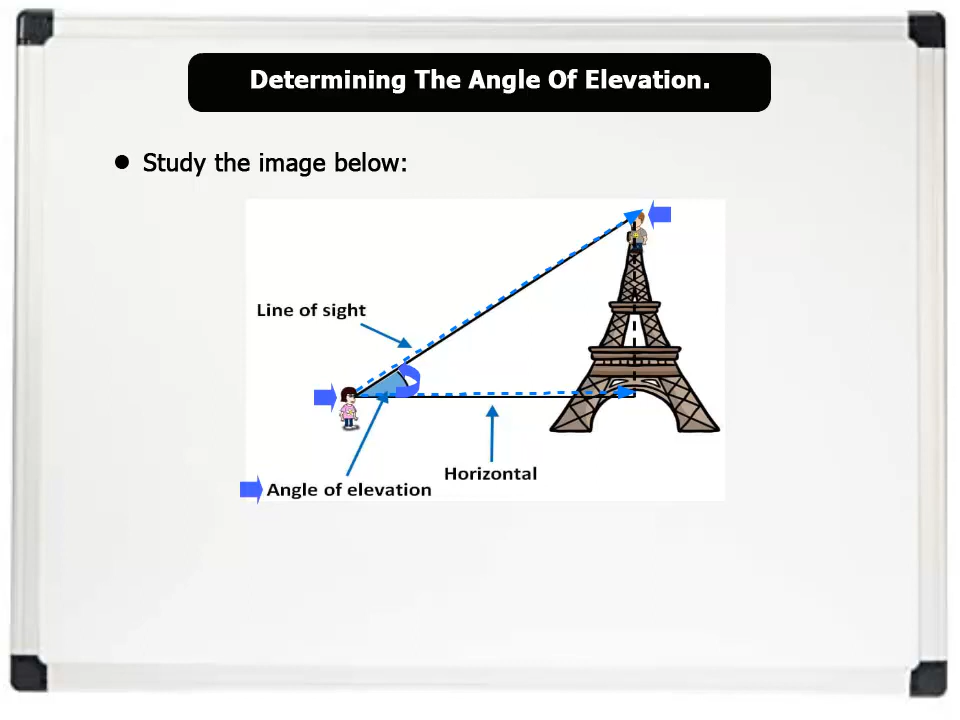 Determining The Angle Of Elevation.
Study the image below:
Line of sight
Horizontal
Angle of elevation